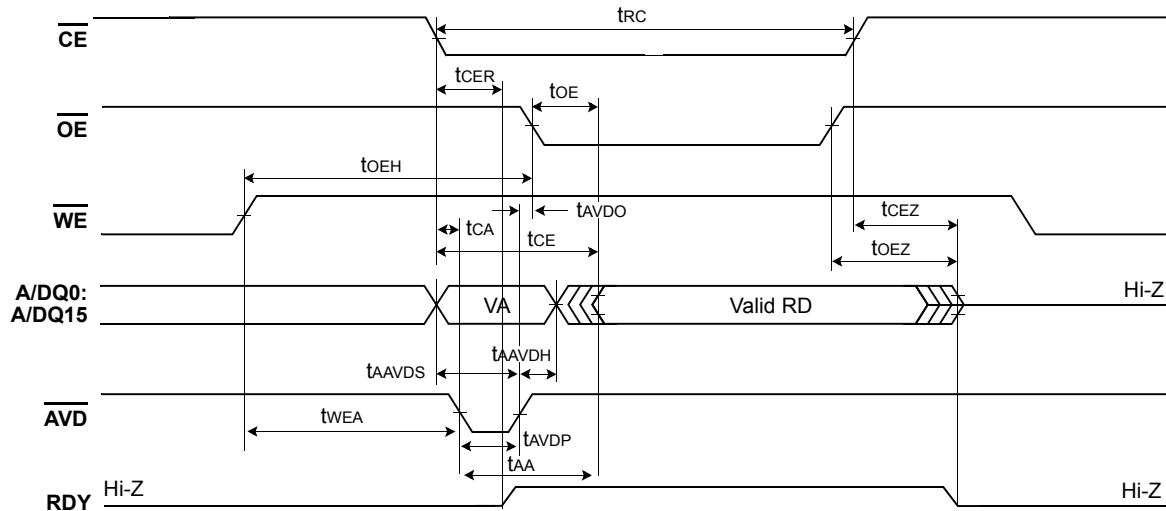 tRC
CE
tCER
tOE
OE
tOEH
WE
tAVDO
tCA
tCE
tCEZ
tOEZ
A/DQ0:
A/DQ15
VA
Valid RD
Hi-Z
tAAVDH
tAAVDS
AVD
tWEA
tAVDP
tAA
RDY
Hi-Z
Hi-Z